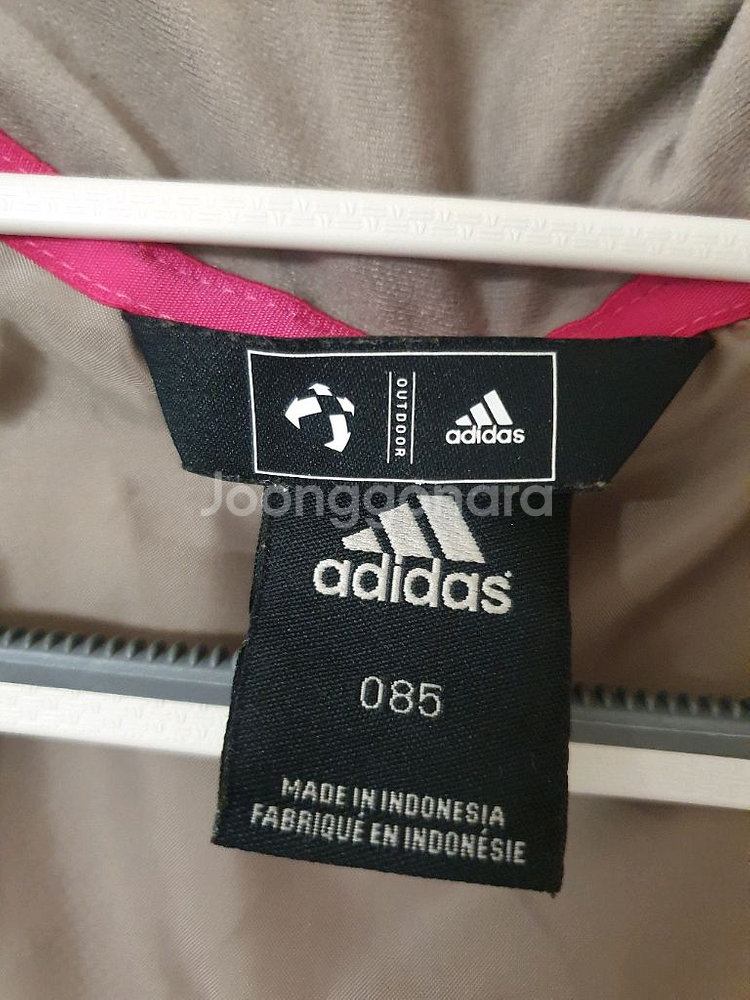 OUTDOOR
adidas
Joonggonara
adidas
085
MADE IN INDONESIA
FABRIQUÉ EN INDONÉSIE